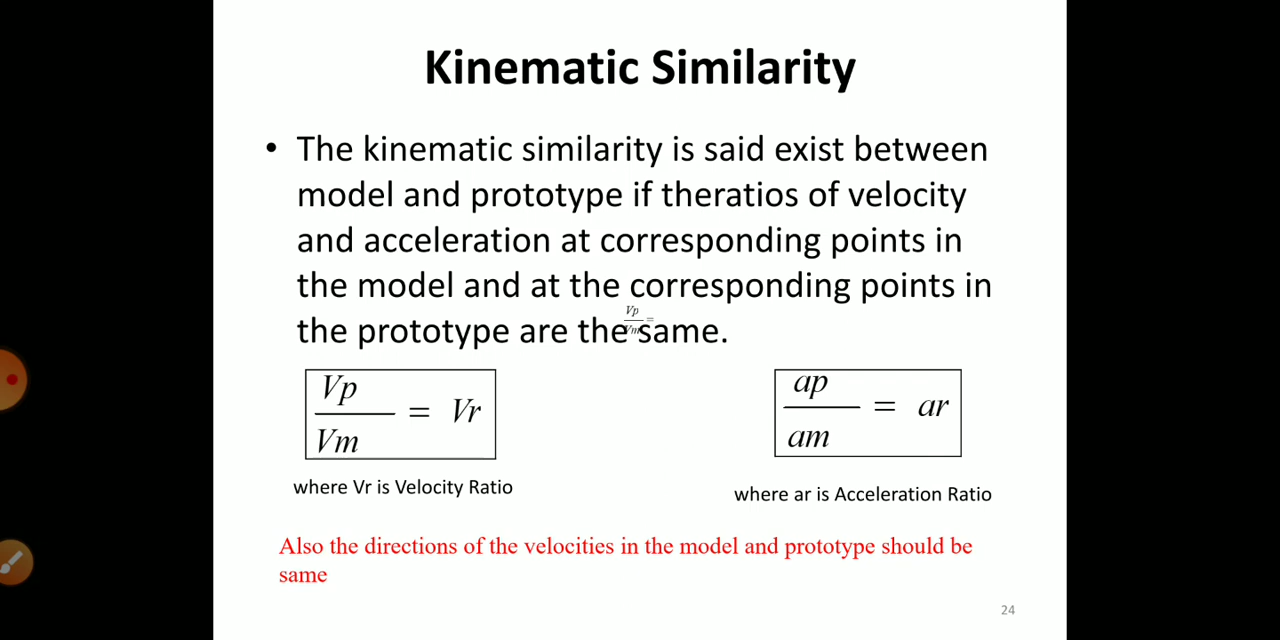 Kinematic Similarity
• The kinematic similarity is said exist between
model and prototype if theratios of velocity
and acceleration at corresponding points in
the model and at the corresponding points in
the prototype are the same.
Vp
Vm
=
Vp
Vm
= Vr
ap
am
= ar
where Vr is Velocity Ratio
where ar is Acceleration Ratio
Also the directions of the velocities in the model and prototype should be
same
24